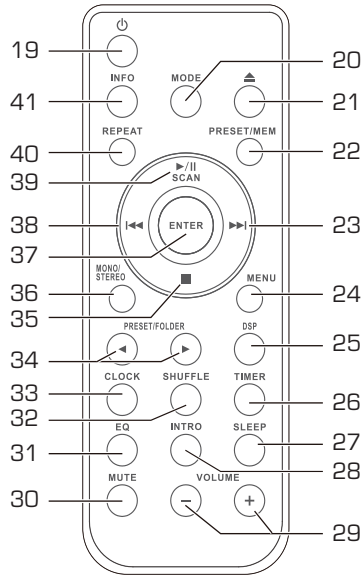 19
20
INFO MODE
41 21
REPEAT PRESET/MEM
40 22
39 SCAN
38 ENTER 23
37
MONO/
STEREO MENU
36 24
35
PRESET/FOLDER DSP
34 25
CLOCK SHUFFLE TIMER
33 26
32
EQ INTRO SLEEP
31 27
28
MUTE VOLUME
30 − +
29